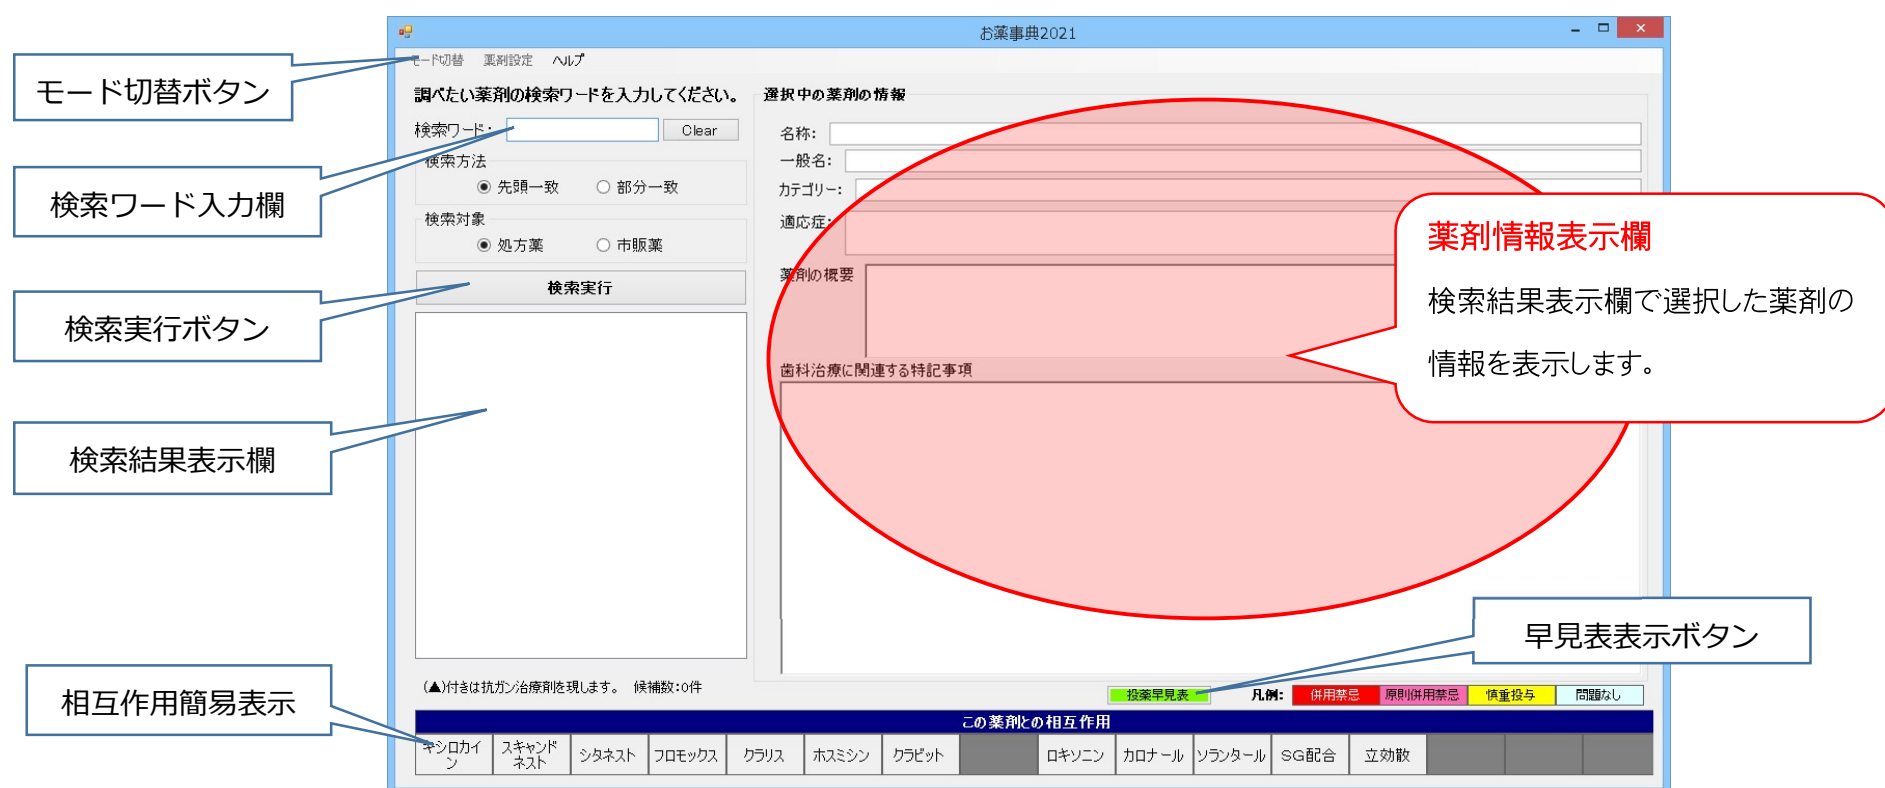 お薬事典2021
モード切替 薬剤設定 ヘルプ
モード切替ボタン
調べたい薬剤の検索ワードを入力してください。
検索ワード:
Clear
検索ワード入力欄
検索方法
先頭一致 部分一致
検索対象
処方薬 市販薬
検索実行
検索実行ボタン
検索結果表示欄
(▲)付きは抗ガン治療剤を現します。 候補数:0件
選択中の薬剤の情報
名称:
一般名:
カテゴリー:
適応症:
薬剤の概要
歯科治療に関連する特記事項
薬剤情報表示欄
検索結果表示欄で選択した薬剤の
情報を表示します。
早見表表示ボタン
投薬早見表 凡例: 併用禁忌 原則併用禁忌 慎重投与 問題なし
相互作用簡易表示
この薬剤との相互作用
キシロカイ
ン
スキャンド
ネスト
シタネスト フロモックス クラリス ホスミシン クラビット ロキソニン カロナール ソランタール SG配合 立効散